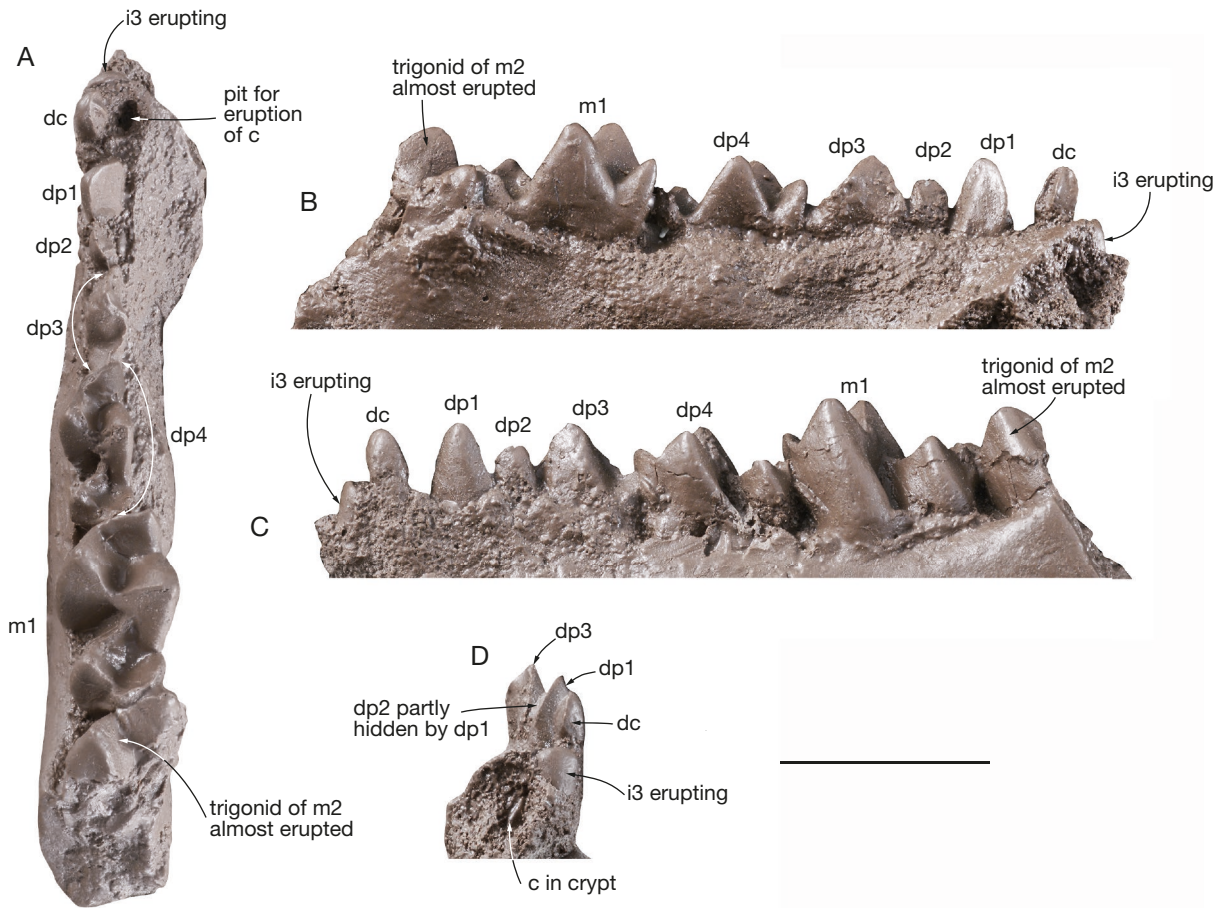 A
i3 erupting
dc
pit for
eruption
of c
dp1
dp2
dp3
dp4
m1
trigonid of m2
almost erupted
B
trigonid of m2
almost erupted
m1
dp4
dp3
dp2
dp1
dc
i3 erupting
C
i3 erupting
dc
dp1
dp2
dp3
dp4
m1
trigonid of m2
almost erupted
D
dp3
dp1
dp2 partly
hidden by dp1
dc
i3 erupting
c in crypt